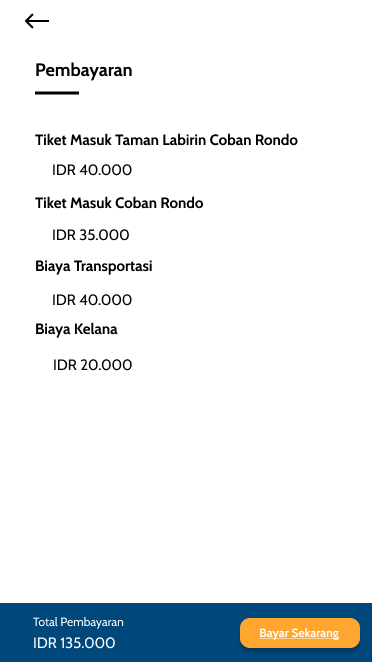 Pembayaran
Tiket Masuk Taman Labirin Coban Rondo
IDR 40.000
Tiket Masuk Coban Rondo
IDR 35.000
Biaya Transportasi
IDR 40.000
Biaya Kelana
IDR 20.000
Total Pembayaran
IDR 135.000
Bayar Sekarang